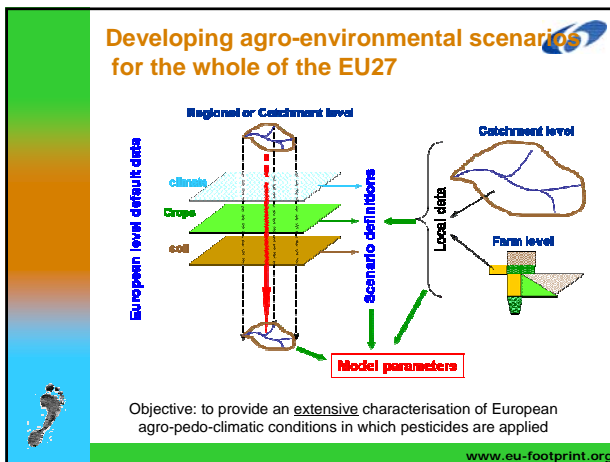 Developing agro-environmental scenarios
for the whole of the EU27
Regional or Catchment level
Catchment level
European level default data
climate
Crops
soil
Scenario definitions
Local data
Farm level
Model parameters
Objective: to provide an extensive characterisation of European
agro-pedo-climatic conditions in which pesticides are applied
www.eu-footprint.org